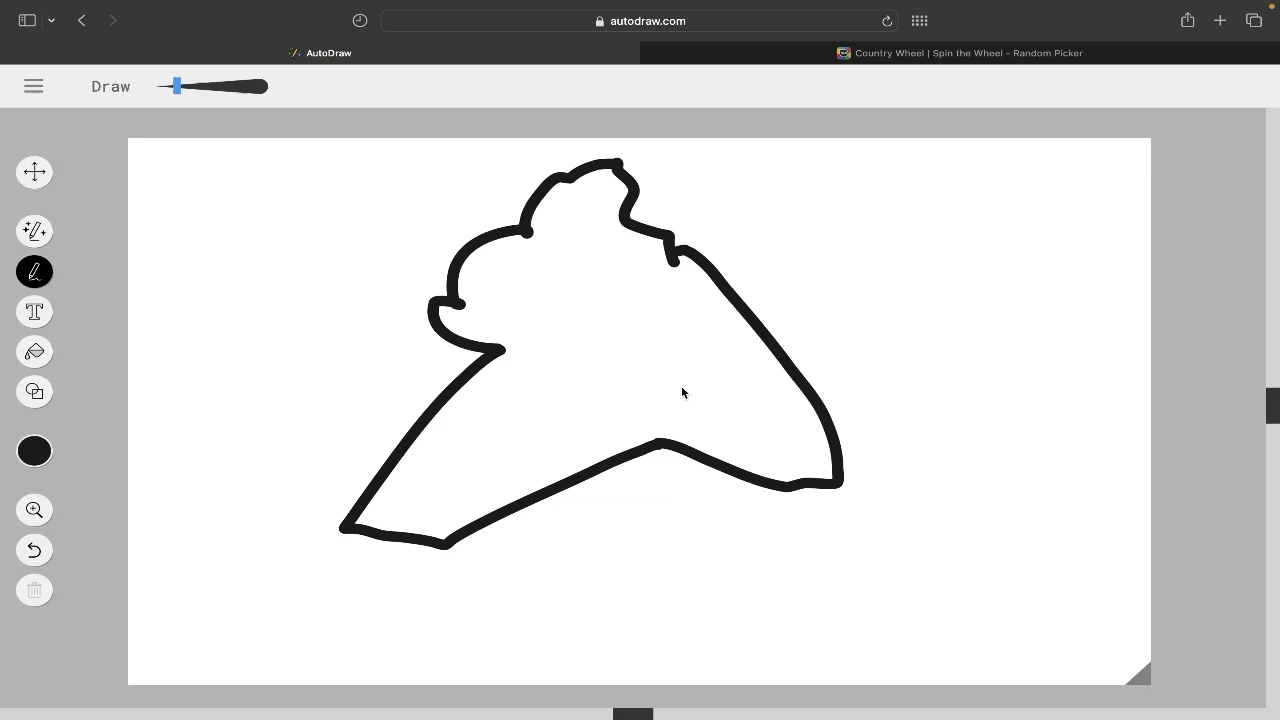 autodraw.com
AutoDraw
Country Wheel | Spin the Wheel - Random Picker
Draw
T